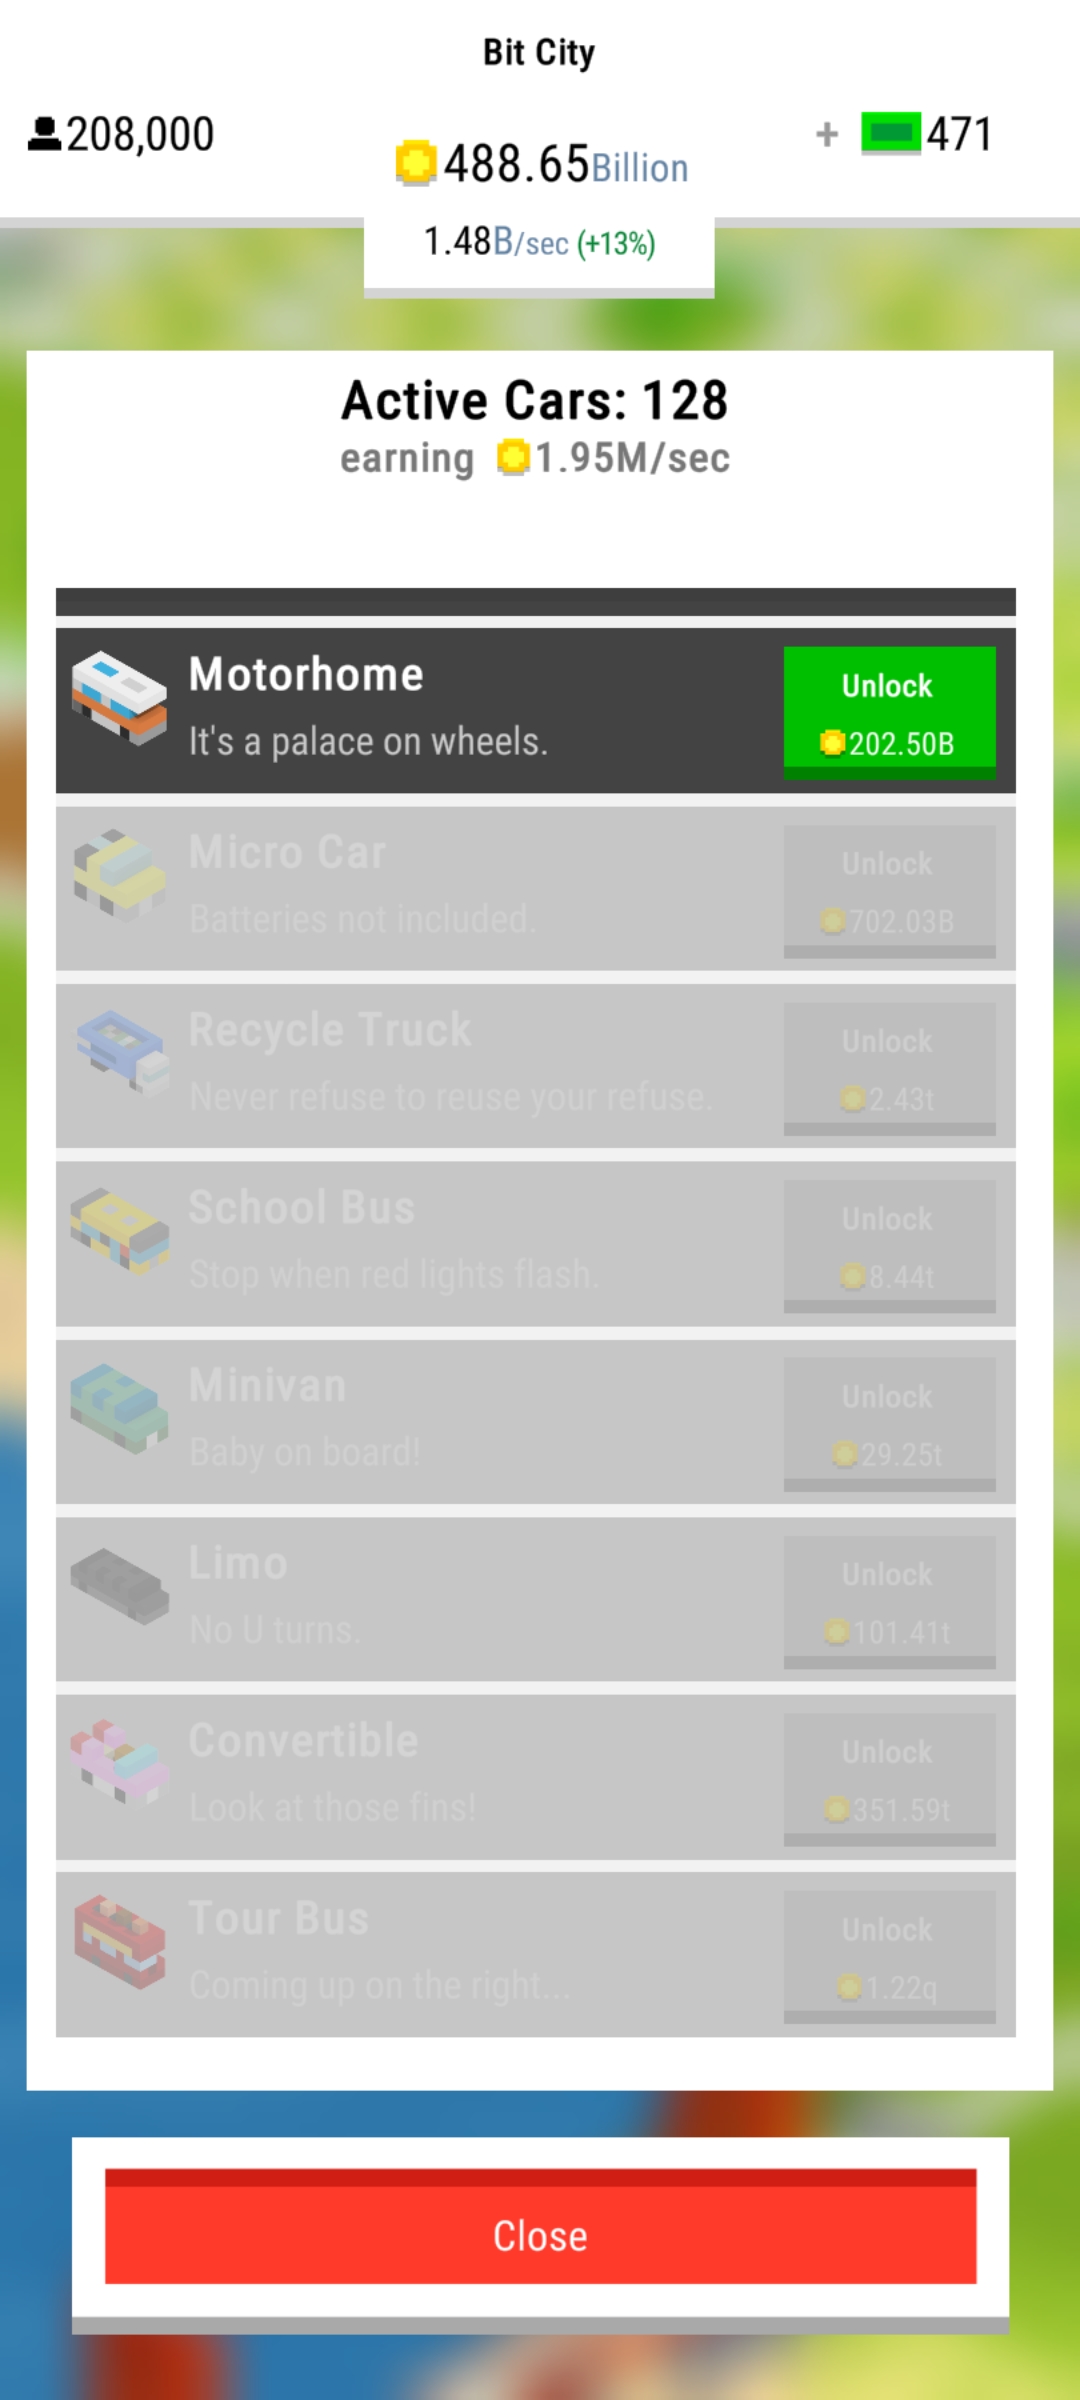 Bit City
208,000
+ 471
488.65Billion
1.48B/sec (+13%)
Active Cars: 128
earning 1.95M/sec
Motorhome
It's a palace on wheels.
Unlock
202.50B
Micro Car
Batteries not included.
Unlock
702.03B
Recycle Truck
Never refuse to reuse your refuse.
Unlock
2.43t
School Bus
Stop when red lights flash.
Unlock
8.44t
Minivan
Baby on board!
Unlock
29.25t
Limo
No U turns.
Unlock
101.41t
Convertible
Look at those fins!
Unlock
351.59t
Tour Bus
Coming up on the right...
Unlock
1.22q
Close